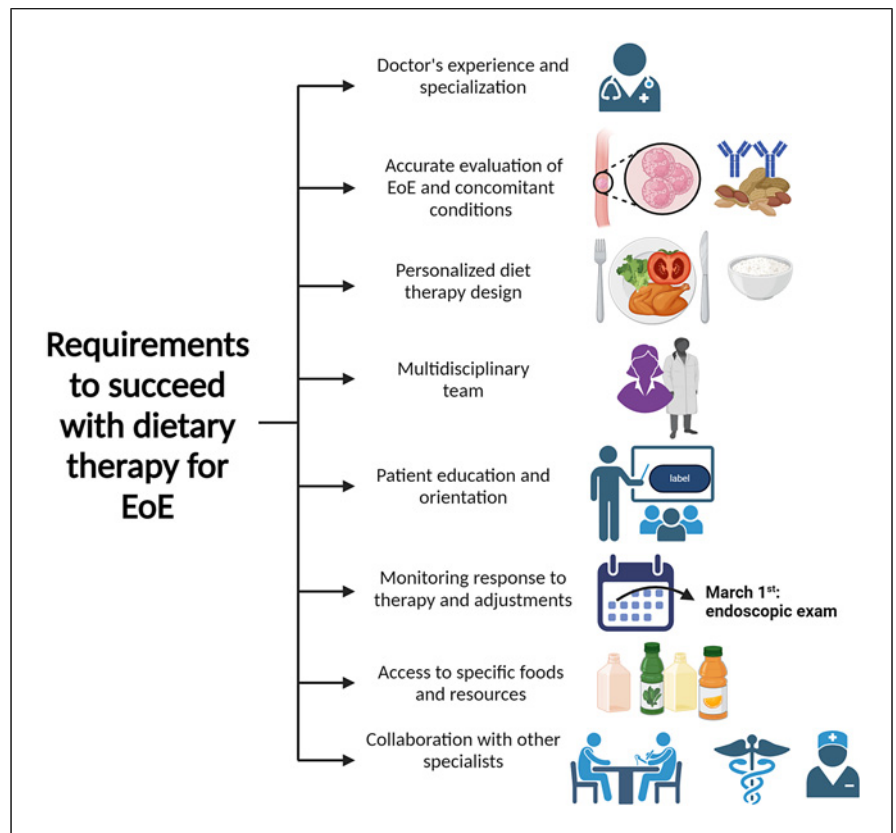 Requirements
to succeed
with dietary
therapy for
EoE
Doctor's experience and
specialization
Accurate evaluation of
EoE and concomitant
conditions
Personalized diet
therapy design
Multidisciplinary
team
Patient education and
orientation
label
Monitoring response to
therapy and adjustments
March 1st:
endoscopic exam
Access to specific foods
and resources
Collaboration with other
specialists